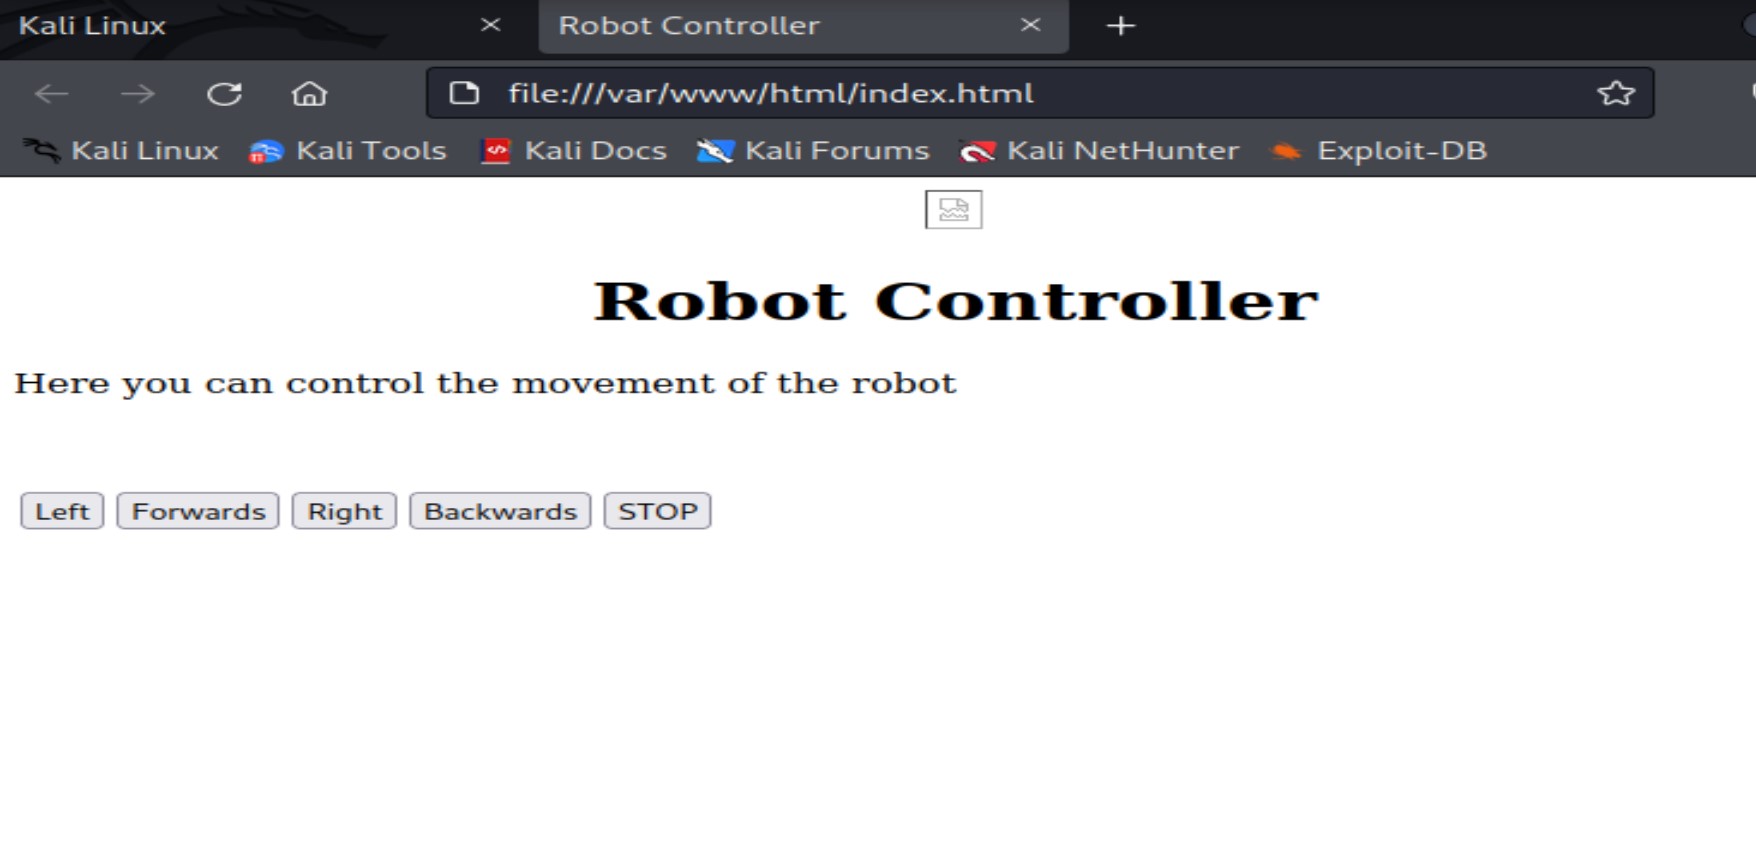 Kali Linux Robot Controller
file:///var/www/html/index.html
Kali Linux Kali Tools Kali Docs Kali Forums Kali NetHunter Exploit-DB
Robot Controller
Here you can control the movement of the robot
Left Forwards Right Backwards STOP